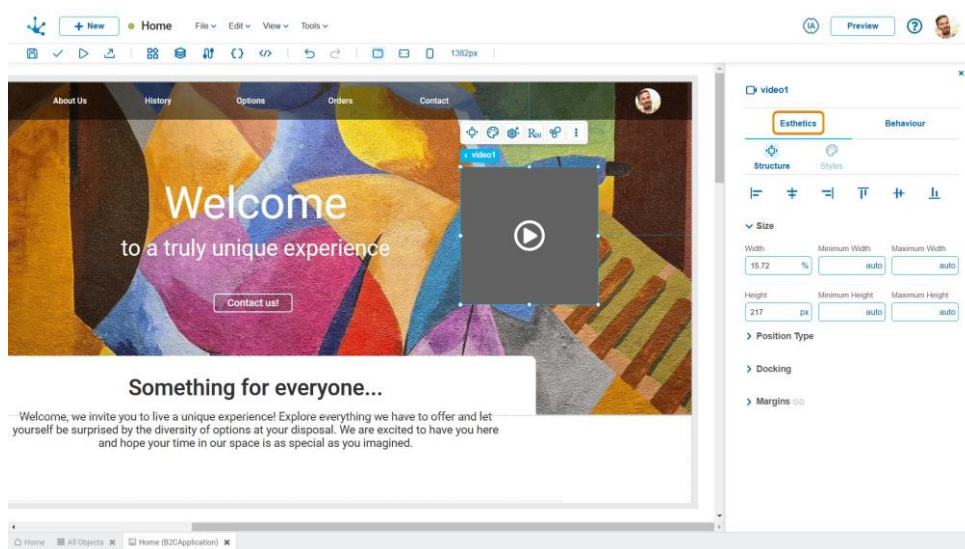 + New
Home
File
Edit
View
Tools
IA
Preview
?
1382px
About Us
History
Options
Orders
Contact
video1
Welcome
to a truly unique experience
Contact us!
Something for everyone...
Welcome, we invite you to live a unique experience! Explore everything we have to offer and let
yourself be surprised by the diversity of options at your disposal. We are excited to have you here
and hope your time in our space is as special as you imagined.
video1
Esthetics
Behaviour
Structure
Styles
Size
Width
Minimum Width
Maximum Width
15.72 %
auto
auto
Height
Minimum Height
Maximum Height
217 px
auto
auto
Position Type
Docking
Margins
Home
All Objects
Home (B2CApplication)